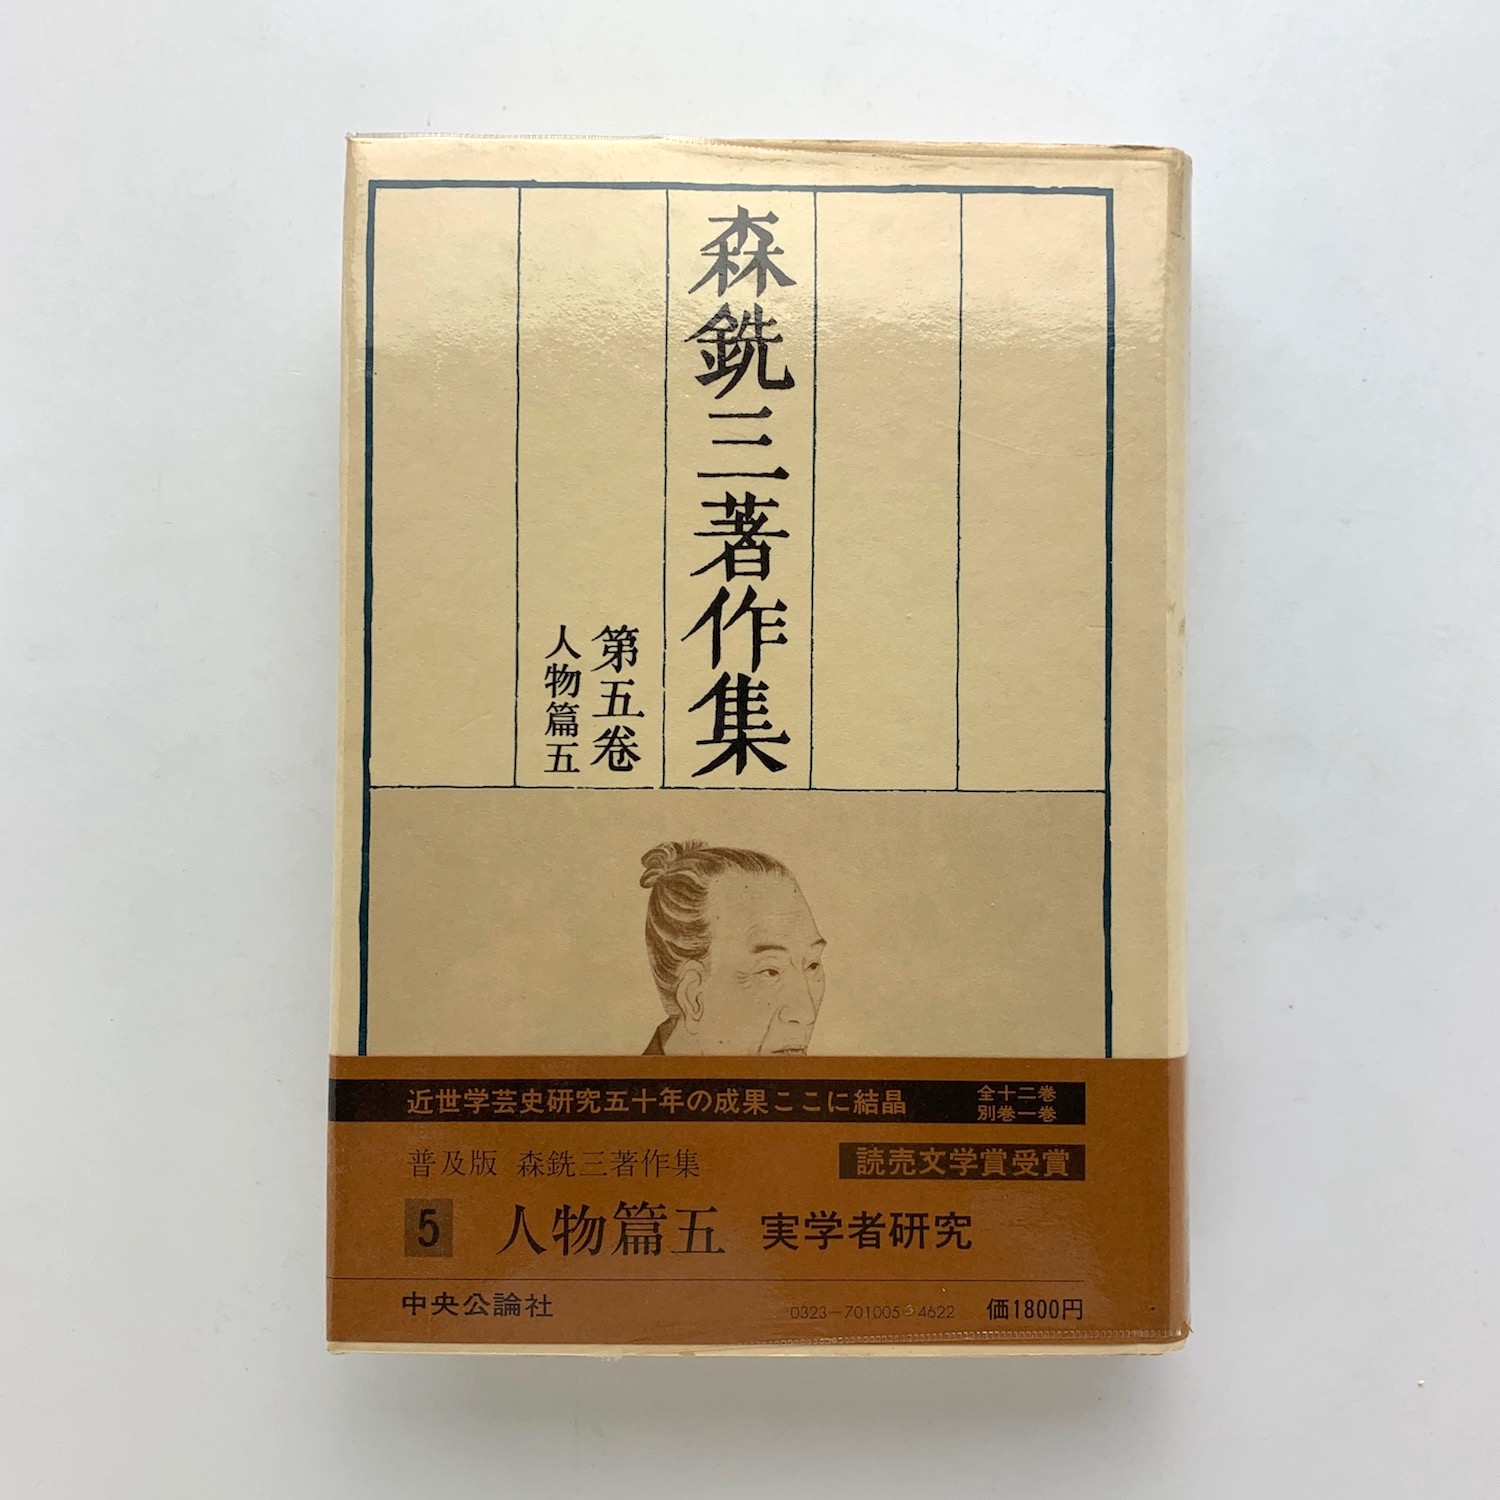 森銑三著作集
第五巻
人物篇五
近世学芸史研究五十年の成果ここに結晶
全十二巻
別巻一巻
普及版 森銑三著作集
読売文学賞受賞
5 人物篇五 実学者研究
中央公論社
0323-701005-4622 価1800円